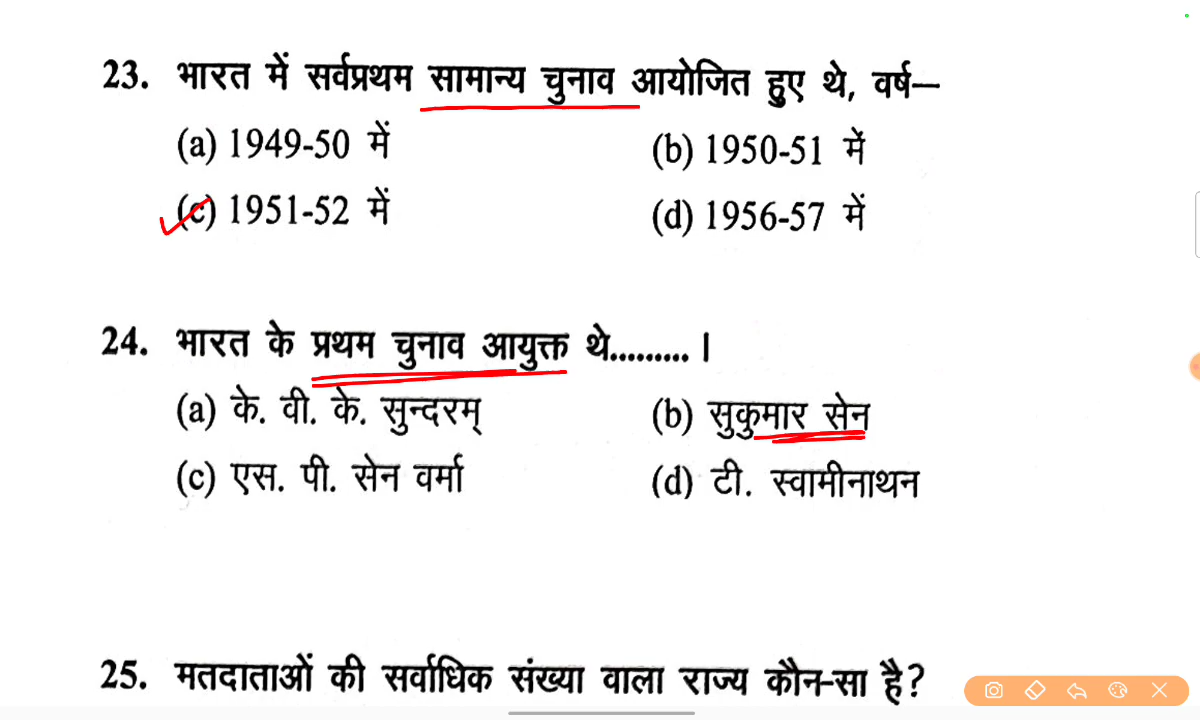 23. भारत में सर्वप्रथम सामान्य चुनाव आयोजित हुए थे, वर्ष—
(a) 1949-50 में (b) 1950-51 में
(c) 1951-52 में (d) 1956-57 में
24. भारत के प्रथम चुनाव आयुक्त थे......... ।
(a) के. वी. के. सुन्दरम् (b) सुकुमार सेन
(c) एस. पी. सेन वर्मा (d) टी. स्वामीनाथन
25. मतदाताओं की सर्वाधिक संख्या वाला राज्य कौन-सा है?